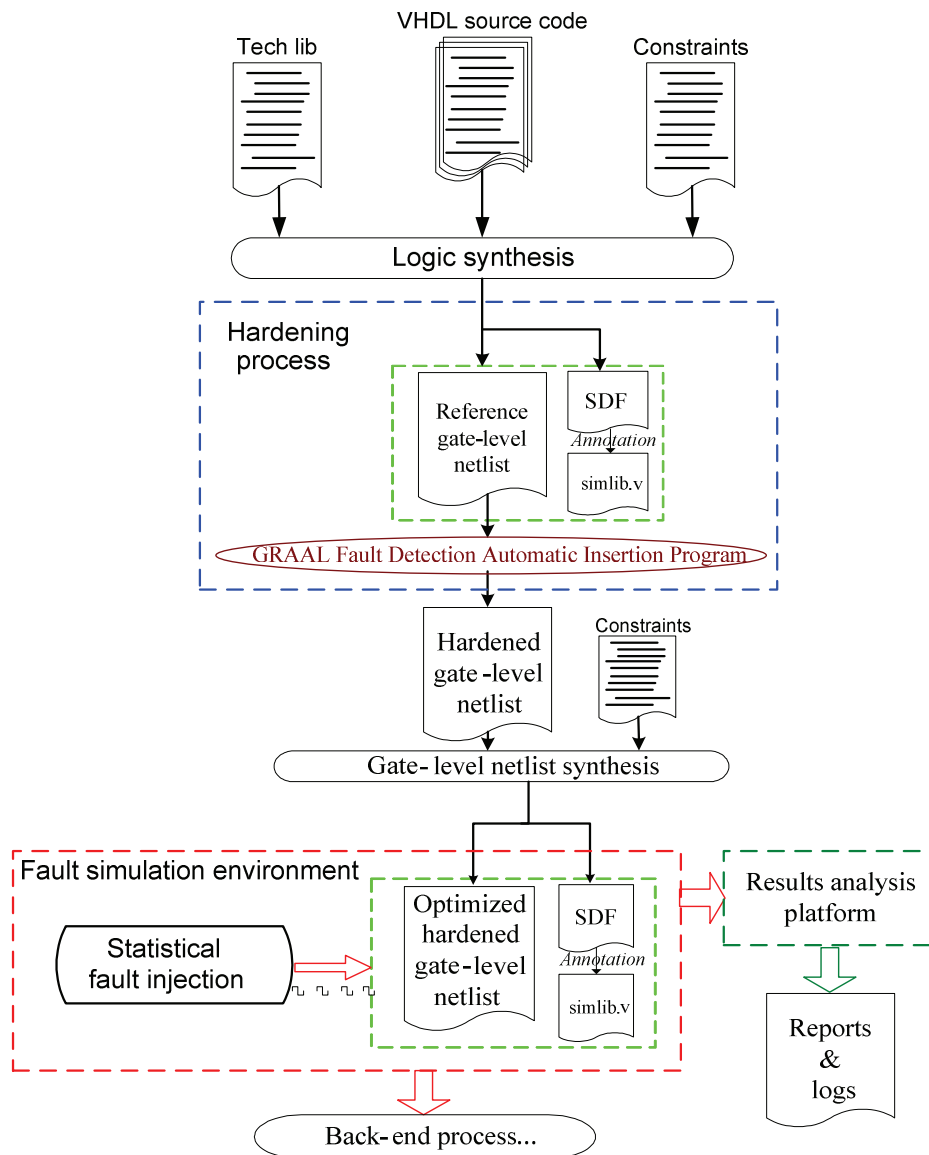 Tech lib
VHDL source code
Constraints
Logic synthesis
Hardening
process
Reference
gate-level
netlist
SDF
Annotation
simlib.v
GRAAL Fault Detection Automatic Insertion Program
Hardened
gate-level
netlist
Constraints
Gate-level netlist synthesis
Fault simulation environment
Statistical
fault injection
Optimized
hardened
gate-level
netlist
SDF
Annotation
simlib.v
Results analysis
platform
Reports
&
logs
Back-end process...